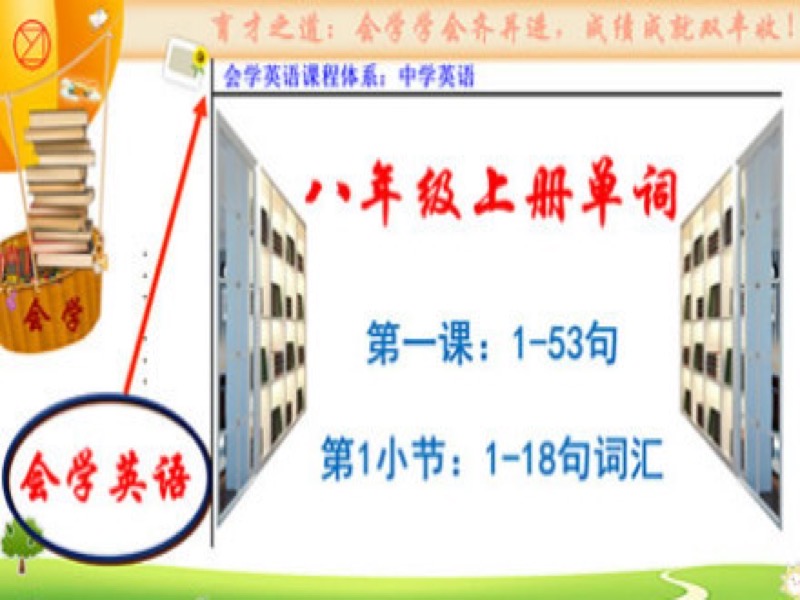 育才之道：会学学会齐并进，成绩成就双丰收！
会学英语课程体系：中学英语
八年级上册单词
第一课：1-53句
第1小节：1-18句词汇
会学
会学英语